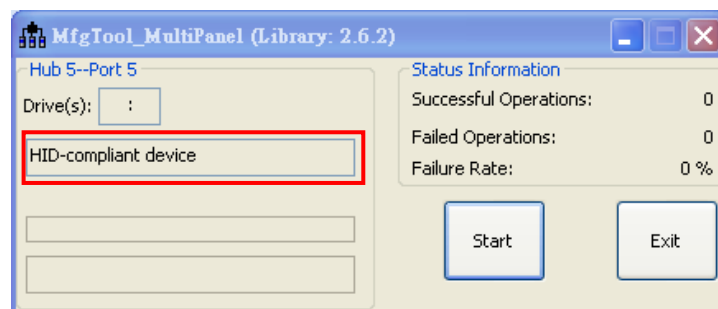 MfgTool_MultiPanel (Library: 2.6.2)
Hub 5--Port 5
Drive(s): :
HID-compliant device
Status Information
Successful Operations: 0
Failed Operations: 0
Failure Rate: 0 %
Start
Exit